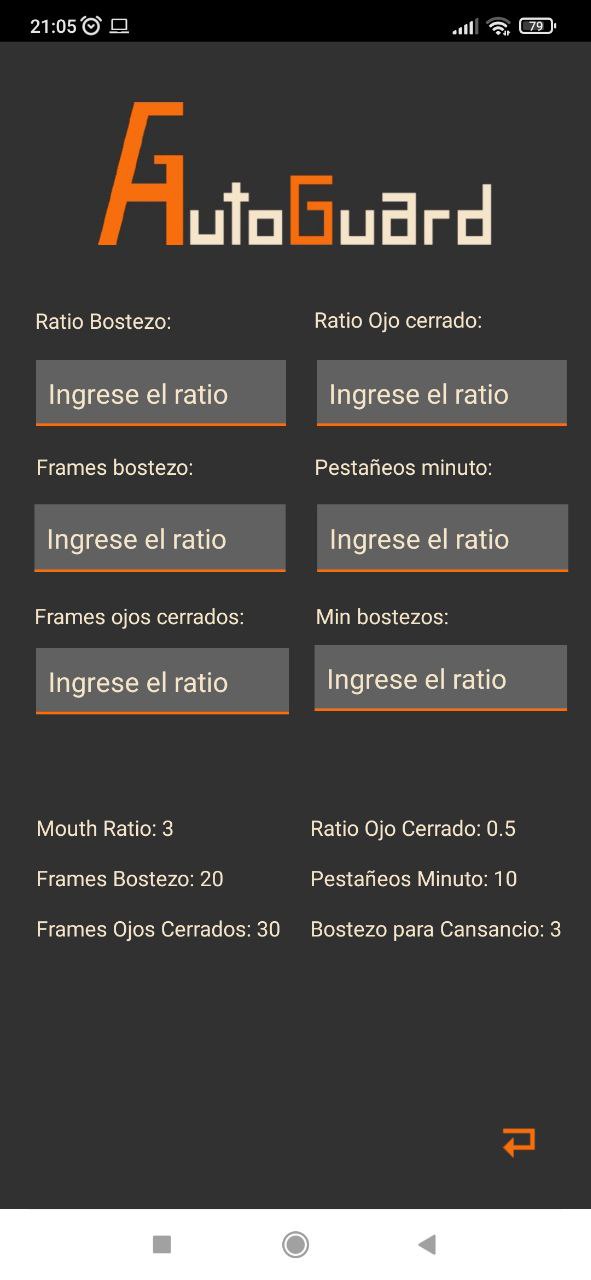 21:05
79
AutoGuard
Ratio Bostezo:
Ratio Ojo cerrado:
Ingrese el ratio
Ingrese el ratio
Frames bostezo:
Pestañeos minuto:
Ingrese el ratio
Ingrese el ratio
Frames ojos cerrados:
Min bostezos:
Ingrese el ratio
Ingrese el ratio
Mouth Ratio: 3
Ratio Ojo Cerrado: 0.5
Frames Bostezo: 20
Pestañeos Minuto: 10
Frames Ojos Cerrados: 30
Bostezo para Cansancio: 3